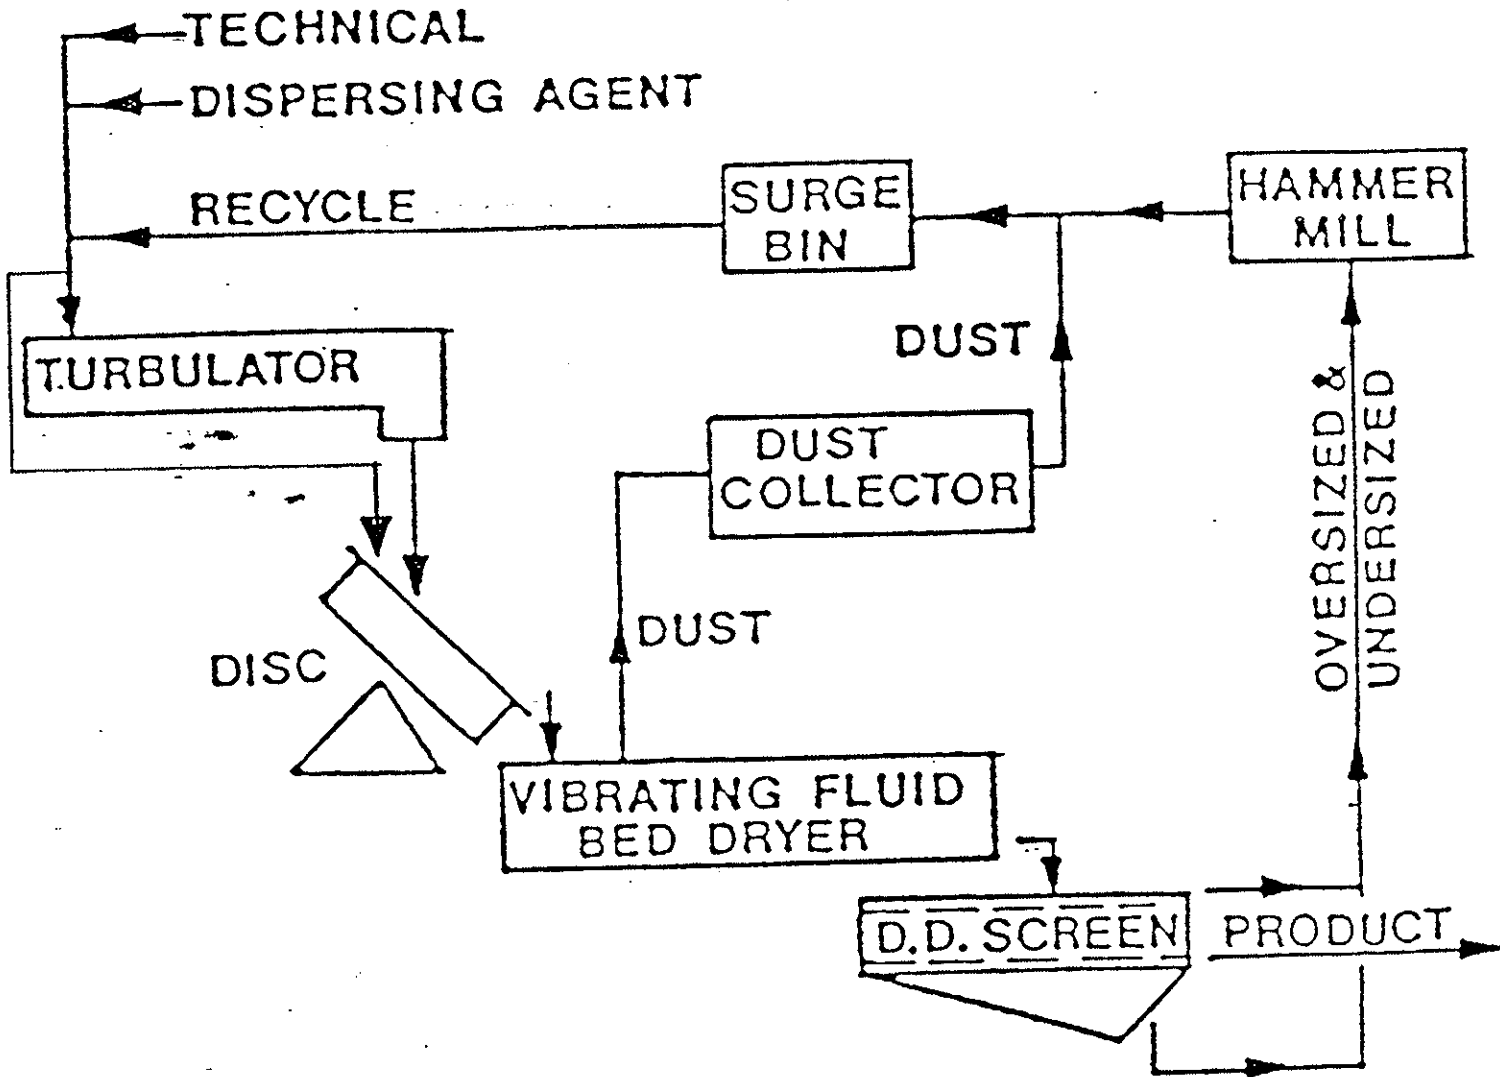 TECHNICAL
DISPERSING AGENT
RECYCLE
SURGE
BIN
HAMMER
MILL
TURBULATOR
DUST
DUST
COLLECTOR
OVERSIZED &
UNDERSIZED
DUST
DISC
VIBRATING FLUID
BED DRYER
D.D. SCREEN
PRODUCT